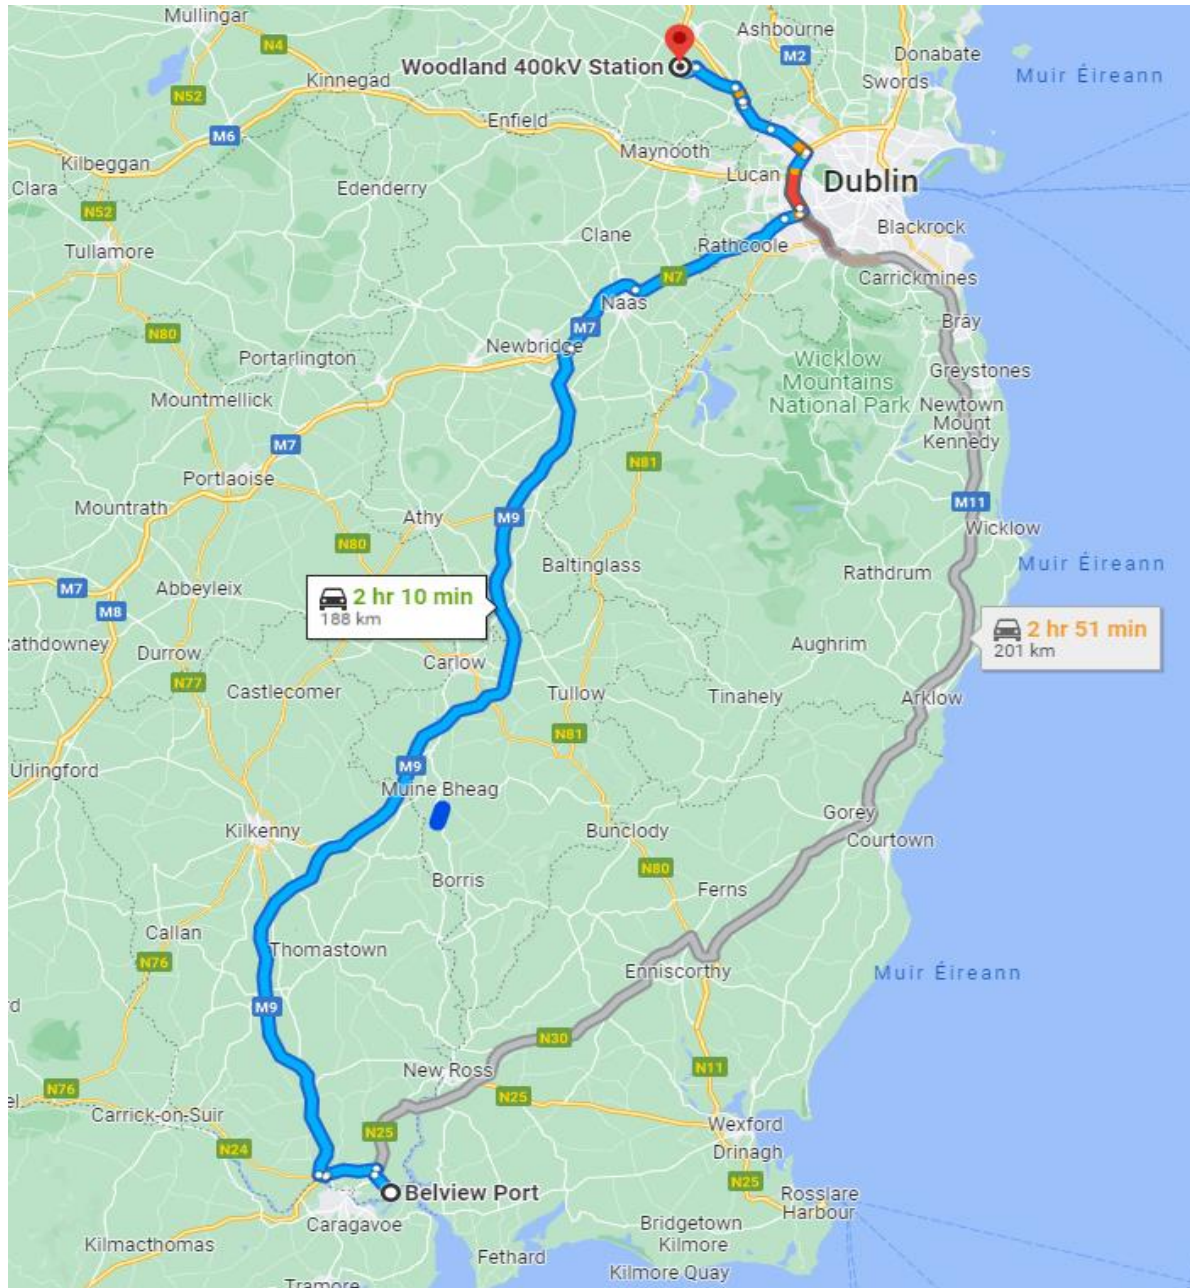 Mullingar
Ashbourne
N4
M2
Donabate
Woodland 400kV Station
Muir Éireann
Kinnegad
Swords
N52
Enfield
M6
Maynooth
Kilbeggan
Lucan
Dublin
Clara
Edenderry
N52
Blackrock
Clane
Rathcoole
Tullamore
N7
Carrickmines
Naas
Bray
N80
M7
Newbridge
Portarlington
Wicklow
Mountains
National Park
Greystones
Mountmellick
Newtown
Mount
Kennedy
M7
N81
Portlaoise
M11
Mountrath
Athy
M9
Wicklow
N80
Baltinglass
Muir Éireann
Rathdrum
M7
Abbeyleix
2 hr 10 min
188 km
M8
2 hr 51 min
201 km
Rathdowney
Aughrim
Durrow
Carlow
N77
Castlecomer
Tullow
Tinahely
Arklow
N81
Urlingford
M9
Muine Bheag
Gorey
Kilkenny
Bunclody
Courtown
N80
Borris
Ferns
Callan
Thomastown
N76
Enniscorthy
Muir Éireann
M9
N30
New Ross
N11
N76
N25
Carrick-on-Suir
Wexford
N25
N24
Drinagh
N25
Belview Port
Rosslare
Harbour
Caragavoe
Bridgetown
Kilmore
Kilmacthomas
Fethard
Kilmore Quay
Tramore